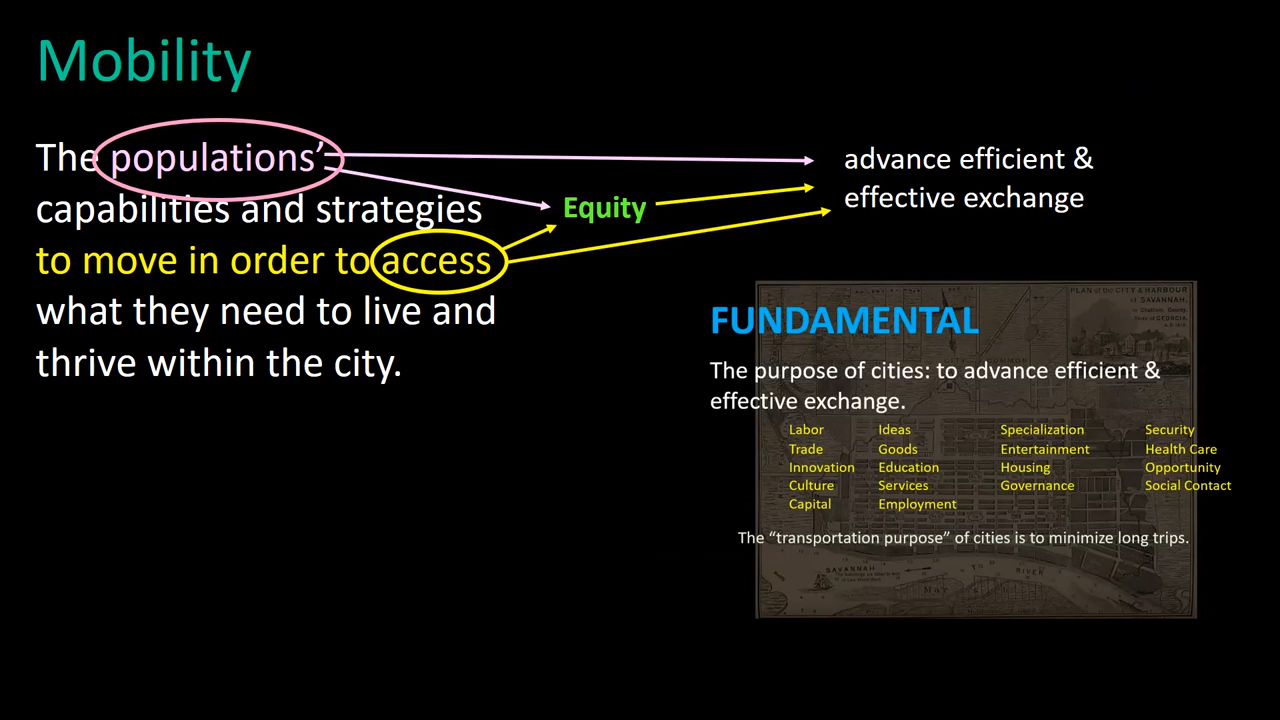 Mobility
The populations’
capabilities and strategies
to move in order to access
what they need to live and
thrive within the city.
Equity
advance efficient &
effective exchange
PLAN of the CITY & HARBOUR
of SAVANNAH,
FUNDAMENTAL
The purpose of cities: to advance efficient &
effective exchange.
Labor Ideas Specialization Security
Trade Goods Entertainment Health Care
Innovation Education Housing Opportunity
Culture Services Governance Social Contact
Capital Employment
The “transportation purpose” of cities is to minimize long trips.
SAVANNAH
RIVER